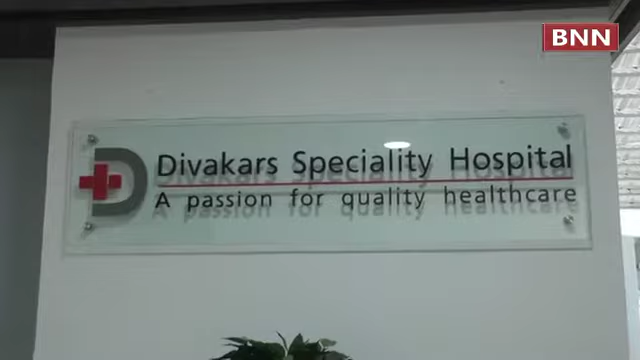 BNN
Divakars Speciality Hospital
A passion for quality healthcare